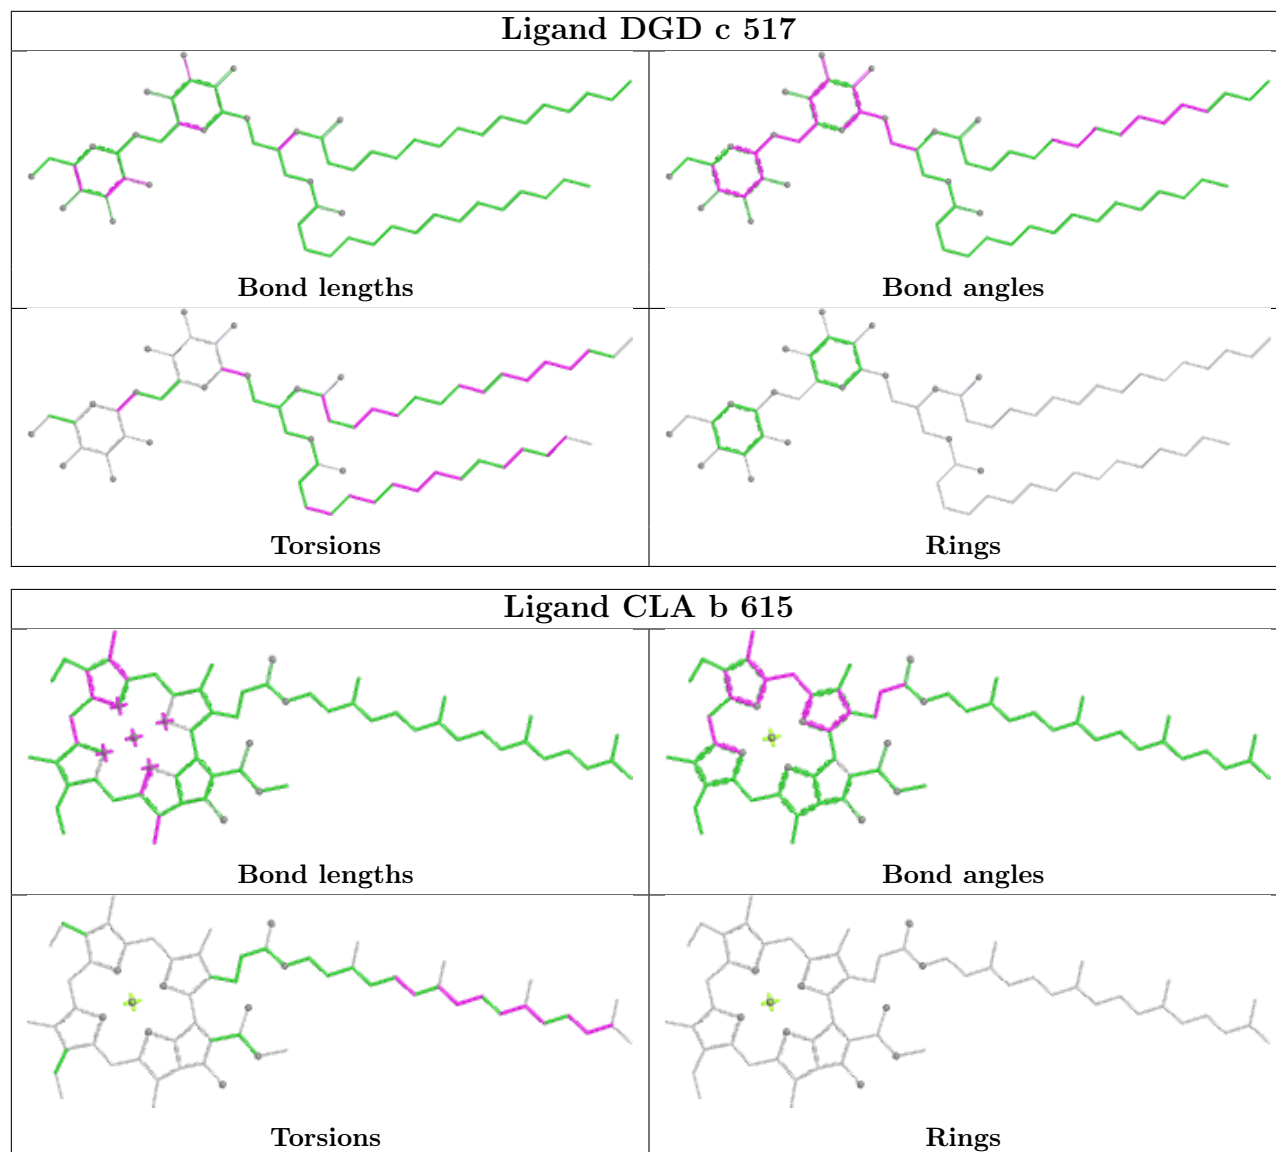 Ligand DGD c 517
Bond lengths
Bond angles
Torsions
Rings
Ligand CLA b 615
Bond lengths
Bond angles
Torsions
Rings